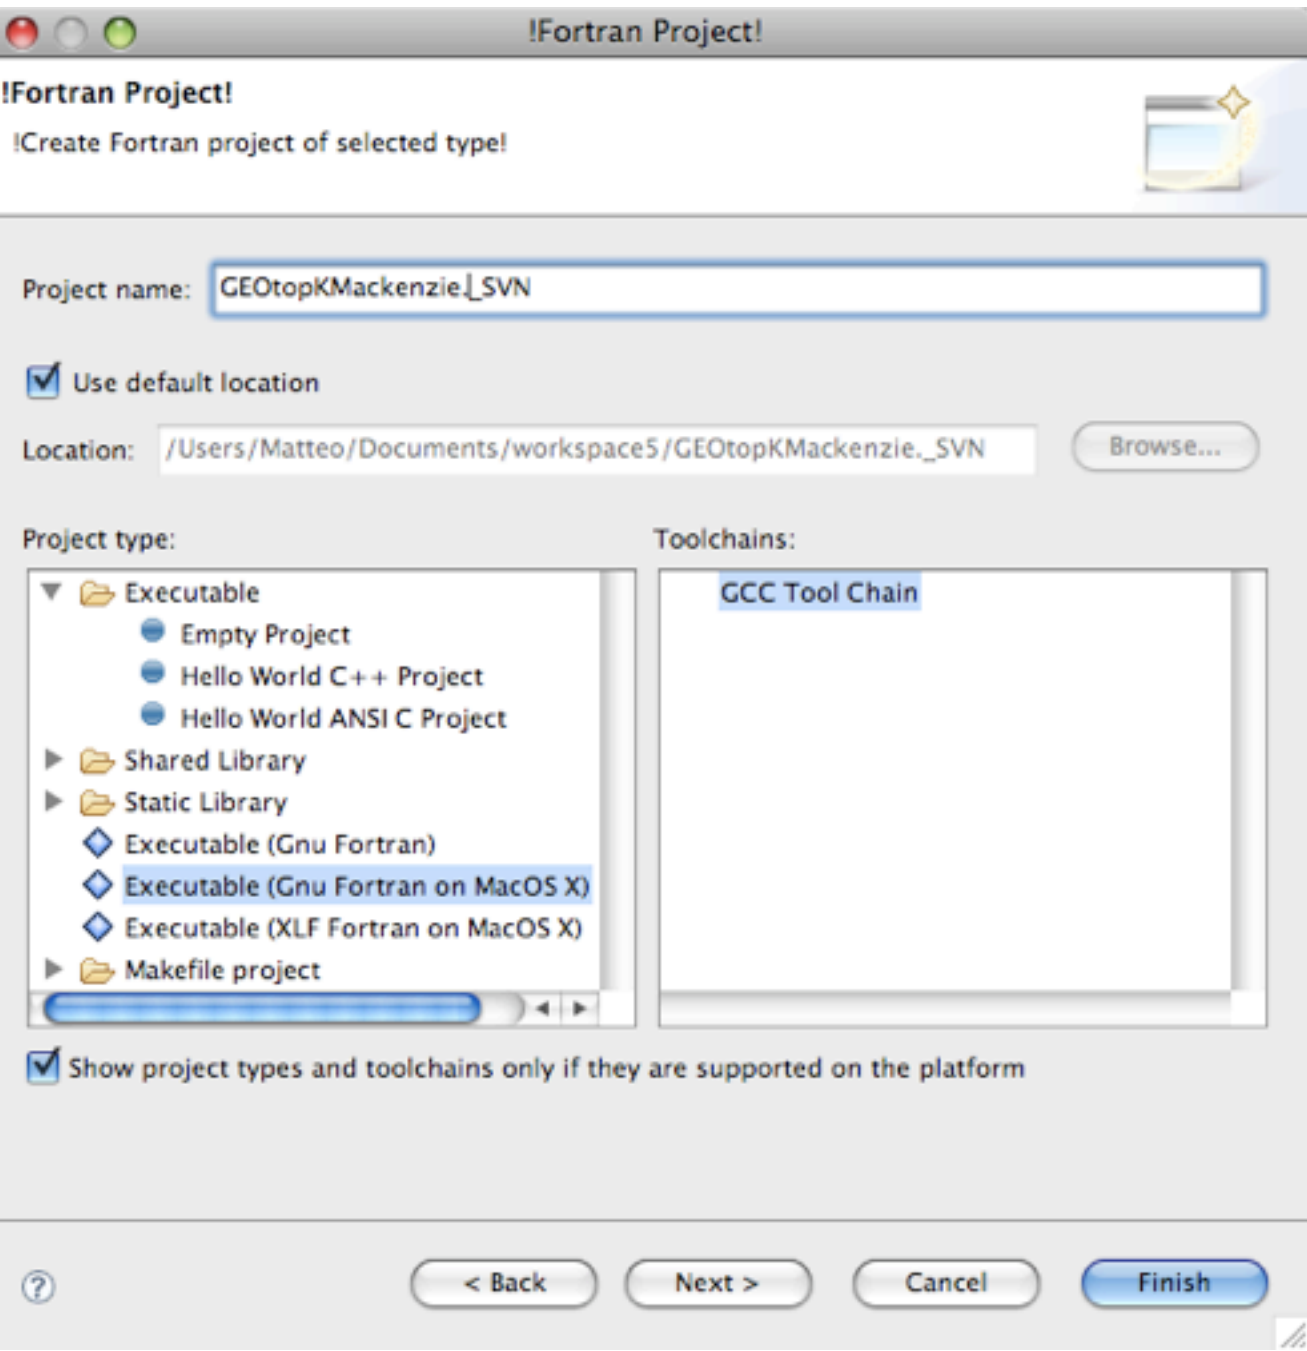 !Fortran Project!
!Fortran Project!
!Create Fortran project of selected type!
Project name: GEOtopKMackenzie._SVN
Use default location
Location: /Users/Matteo/Documents/workspace5/GEOtopKMackenzie._SVN Browse...
Project type:
Executable
Empty Project
Hello World C++ Project
Hello World ANSI C Project
Shared Library
Static Library
Executable (Gnu Fortran)
Executable (Gnu Fortran on MacOS X)
Executable (XLF Fortran on MacOS X)
Makefile project
Toolchains:
GCC Tool Chain
Show project types and toolchains only if they are supported on the platform
? < Back Next > Cancel Finish